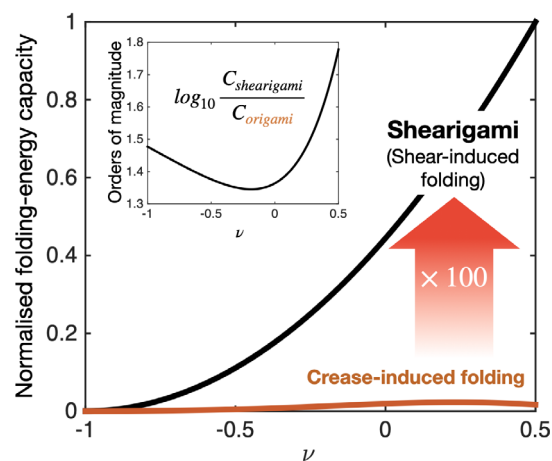 Normalised folding-energy capacity
1
0.8
0.6
0.4
0.2
0
-1
-0.5
0
0.5
ν
Orders of magnitude
1.8
1.7
1.6
1.5
1.4
1.3
-1
-0.5
0
0.5
ν
log10 Cshearigami / Corigami
Shearigami
(Shear-induced
folding)
× 100
Crease-induced folding